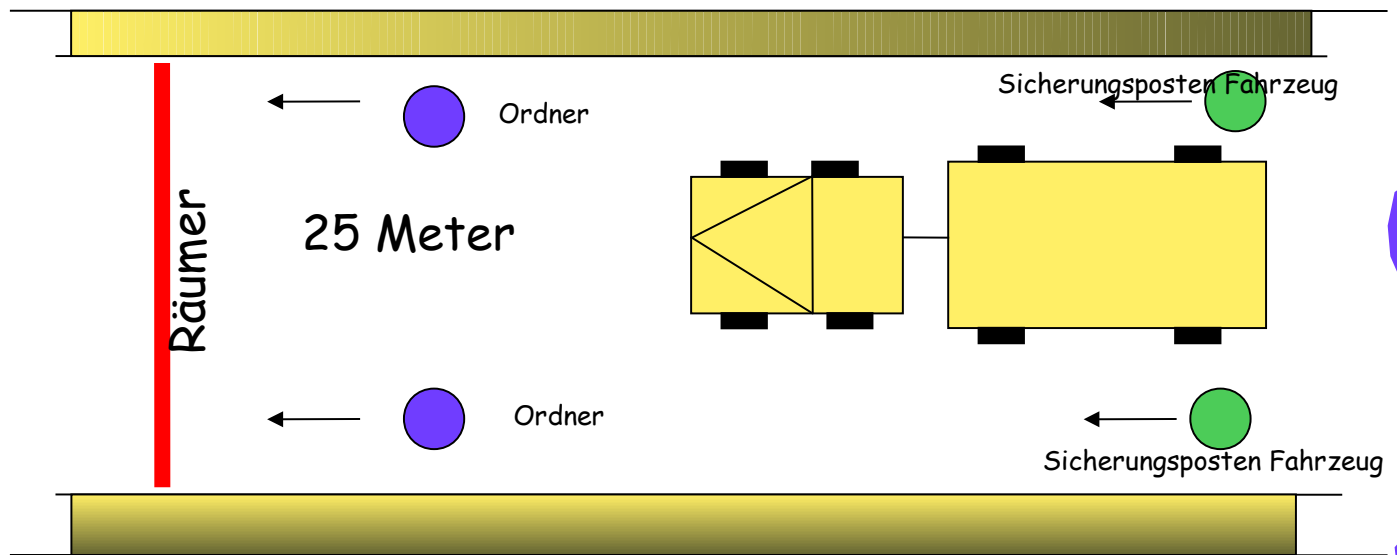 Sicherungsposten Fahrzeug
Ordner
25 Meter
Räumer
Ordner
Sicherungsposten Fahrzeug